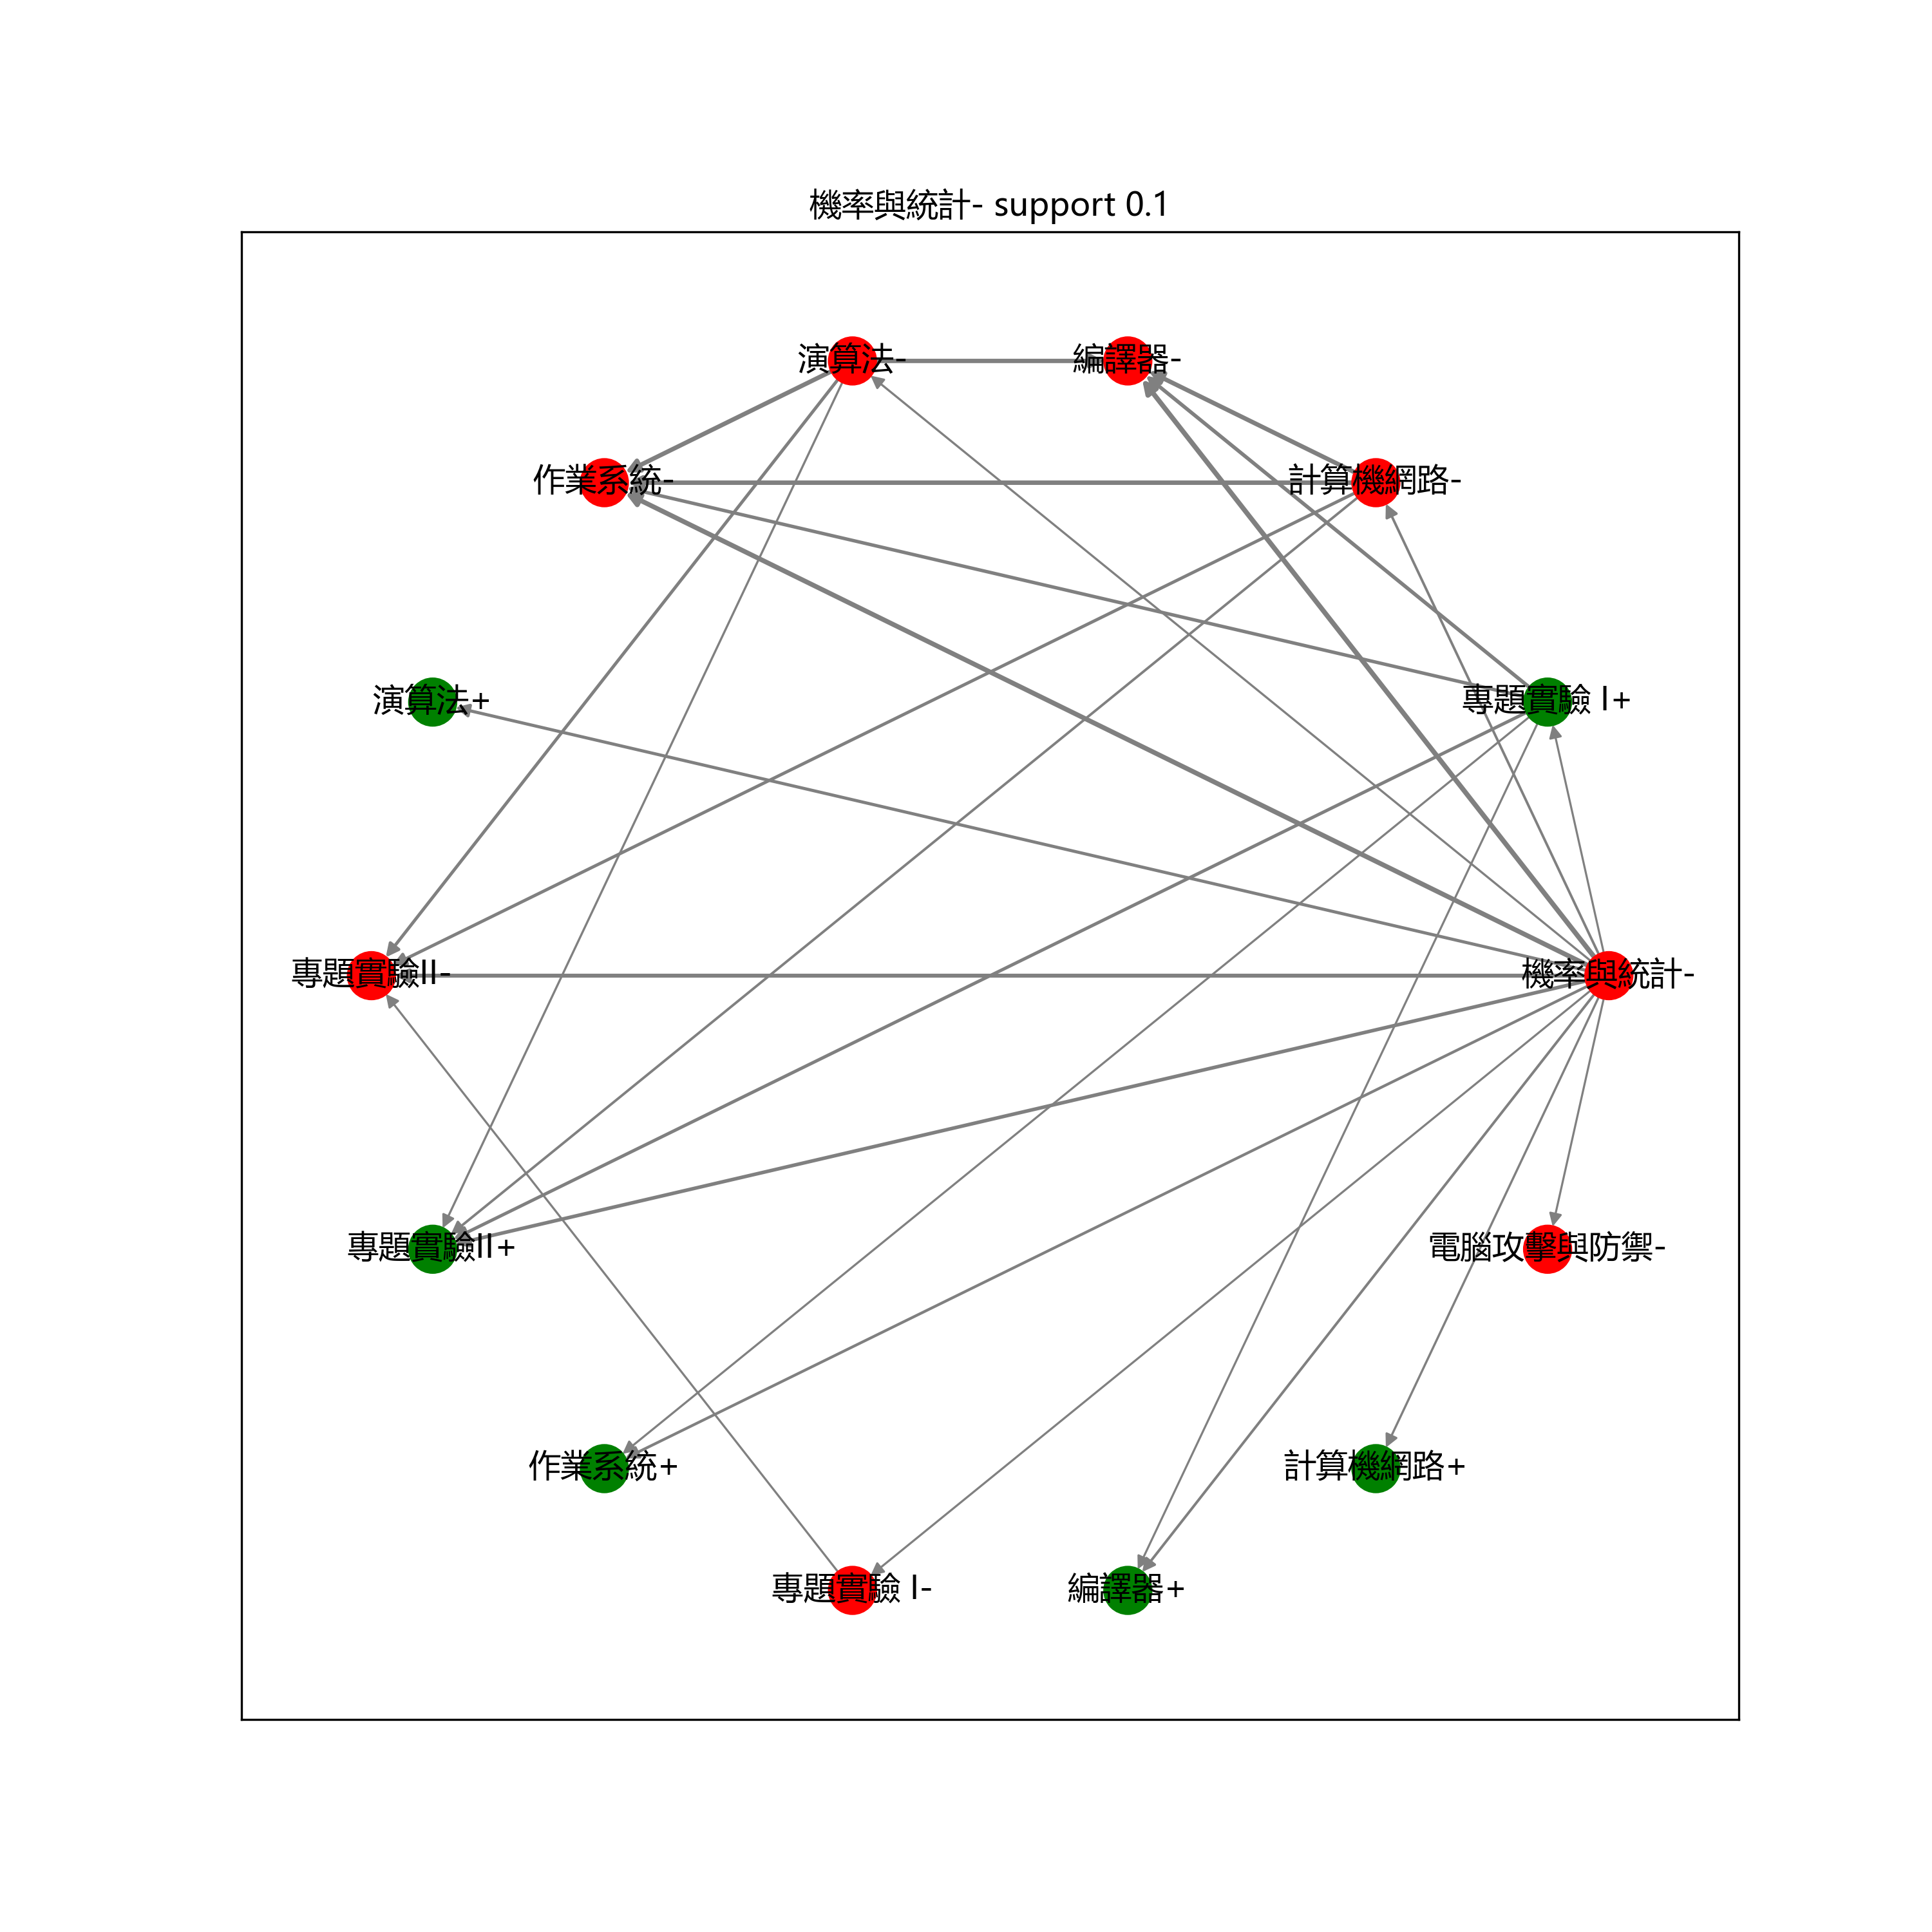 機率與統計- support 0.1
演算法-
編譯器-
作業系統-
計算機網路-
演算法+
專題實驗 I+
專題實驗II-
機率與統計-
專題實驗II+
電腦攻擊與防禦-
作業系統+
計算機網路+
專題實驗 I-
編譯器+